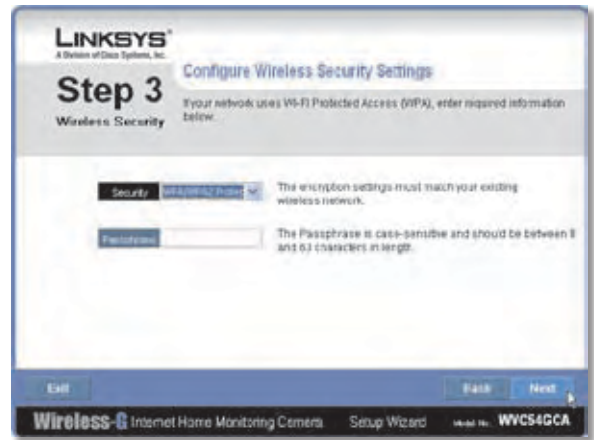 LINKSYS®
A Division of Cisco Systems, Inc.
Step 3
Wireless Security
Configure Wireless Security Settings
If your network uses Wi-Fi Protected Access (WPA), enter required information
below.
Security
WPA/WPA2
The encryption settings must match your existing
wireless network.
Passphrase
The Passphrase is case-sensitive and should be between 8
and 63 characters in length.
Exit
Back
Next
Wireless-G Internet Home Monitoring Camera
Setup Wizard
Model No.
WVC54GCA